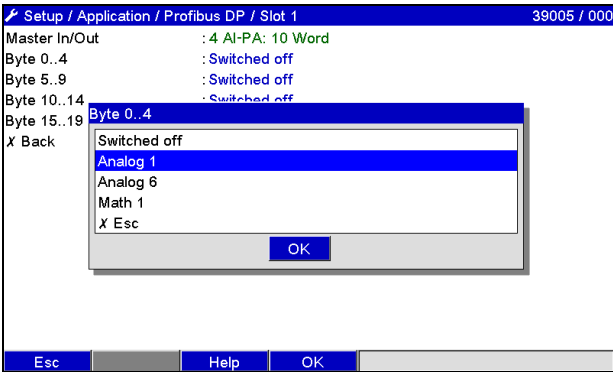 Setup / Application / Profibus DP / Slot 1 39005 / 000
Master In/Out : 4 AI-PA: 10 Word
Byte 0..4 : Switched off
Byte 5..9 : Switched off
Byte 10..14 : Switched off
Byte 15..19
X Back
Byte 0..4
Switched off
Analog 1
Analog 6
Math 1
X Esc
OK
Esc Help OK